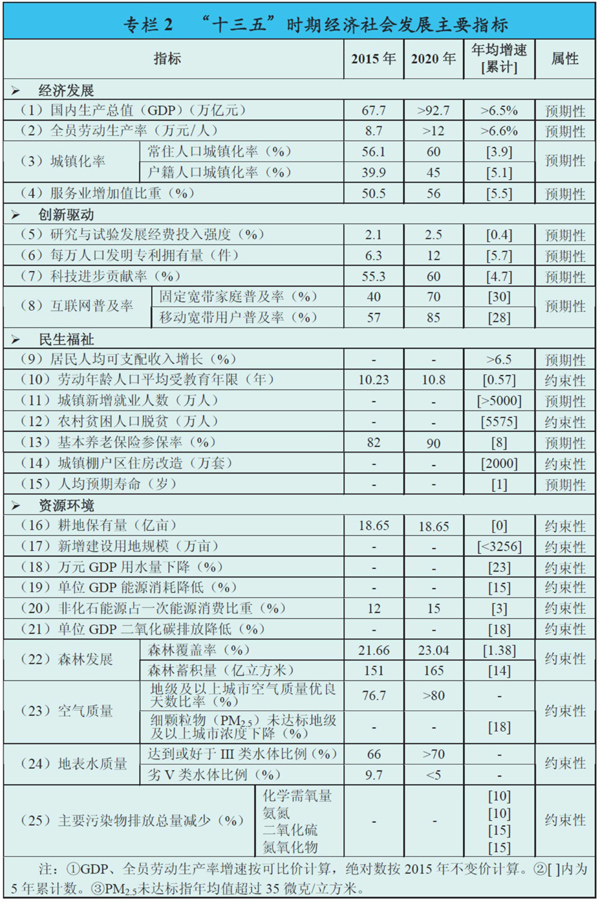 专栏 2 “十三五”时期经济社会发展主要指标
指标 2015 年 2020 年 年均增速 [累计] 属性
➢ 经济发展
（1）国内生产总值（GDP）（万亿元） 67.7 >92.7 >6.5% 预期性
（2）全员劳动生产率（万元/人） 8.7 >12 >6.6% 预期性
（3）城镇化率 常住人口城镇化率（%） 56.1 60 [3.9] 预期性
户籍人口城镇化率（%） 39.9 45 [5.1]
（4）服务业增加值比重（%） 50.5 56 [5.5] 预期性
➢ 创新驱动
（5）研究与试验发展经费投入强度（%） 2.1 2.5 [0.4] 预期性
（6）每万人口发明专利拥有量（件） 6.3 12 [5.7] 预期性
（7）科技进步贡献率（%） 55.3 60 [4.7] 预期性
（8）互联网普及率 固定宽带家庭普及率（%） 40 70 [30] 预期性
移动宽带用户普及率（%） 57 85 [28]
➢ 民生福祉
（9）居民人均可支配收入增长（%） - - >6.5 预期性
（10）劳动年龄人口平均受教育年限（年） 10.23 10.8 [0.57] 约束性
（11）城镇新增就业人数（万人） - - [>5000] 预期性
（12）农村贫困人口脱贫（万人） - - [5575] 约束性
（13）基本养老保险参保率（%） 82 90 [8] 预期性
（14）城镇棚户区住房改造（万套） - - [2000] 约束性
（15）人均预期寿命（岁） - - [1] 预期性
➢ 资源环境
（16）耕地保有量（亿亩） 18.65 18.65 [0] 约束性
（17）新增建设用地规模（万亩） - - [<3256] 约束性
（18）万元 GDP 用水量下降（%） - - [23] 约束性
（19）单位 GDP 能源消耗降低（%） - - [15] 约束性
（20）非化石能源占一次能源消费比重（%） 12 15 [3] 约束性
（21）单位 GDP 二氧化碳排放降低（%） - - [18] 约束性
（22）森林发展 森林覆盖率（%） 21.66 23.04 [1.38] 约束性
森林蓄积量（亿立方米） 151 165 [14]
（23）空气质量 地级及以上城市空气质量优良
天数比率（%） 76.7 >80 - 约束性
细颗粒物（PM2.5）未达标地级
及以上城市浓度下降（%） - - [18]
（24）地表水质量 达到或好于 III 类水体比例（%） 66 >70 - 约束性
劣 V 类水体比例（%） 9.7 <5 -
（25）主要污染物排放总量减少（%） 化学需氧量 - - [10] 约束性
氨氮 [10]
二氧化硫 [15]
氮氧化物 [15]
注：①GDP、全员劳动生产率增速按可比价计算，绝对数按 2015 年不变价计算。②[ ]内为
5 年累计数。③PM2.5未达标指年均值超过 35 微克/立方米。